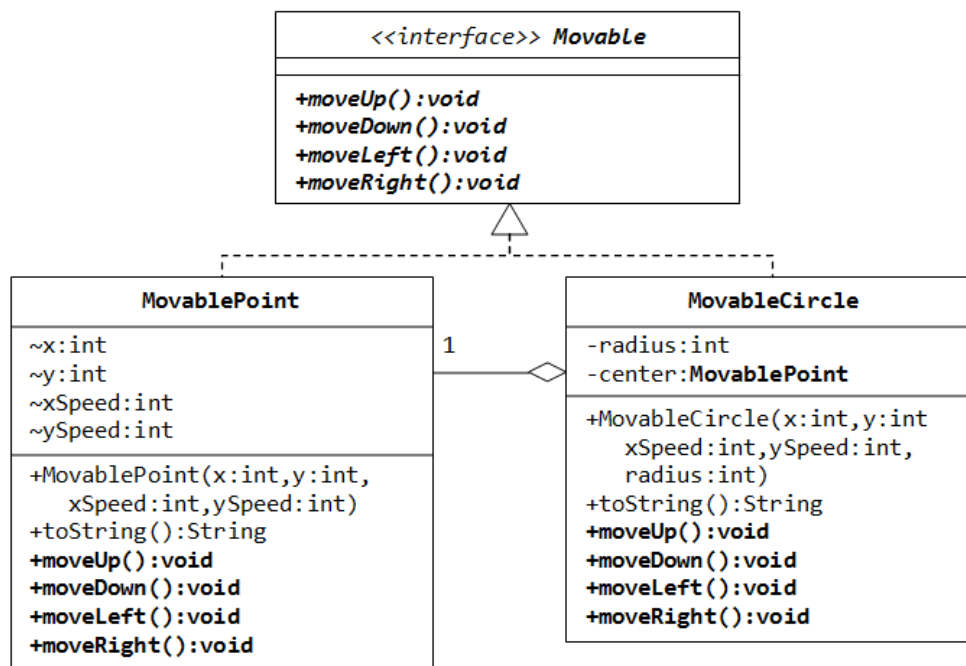 <<interface>> Movable
+moveUp():void
+moveDown():void
+moveLeft():void
+moveRight():void
MovablePoint
~x:int
~y:int
~xSpeed:int
~ySpeed:int
+MovablePoint(x:int,y:int,
xSpeed:int,ySpeed:int)
+toString():String
+moveUp():void
+moveDown():void
+moveLeft():void
+moveRight():void
1
MovableCircle
-radius:int
-center:MovablePoint
+MovableCircle(x:int,y:int
xSpeed:int,ySpeed:int,
radius:int)
+toString():String
+moveUp():void
+moveDown():void
+moveLeft():void
+moveRight():void